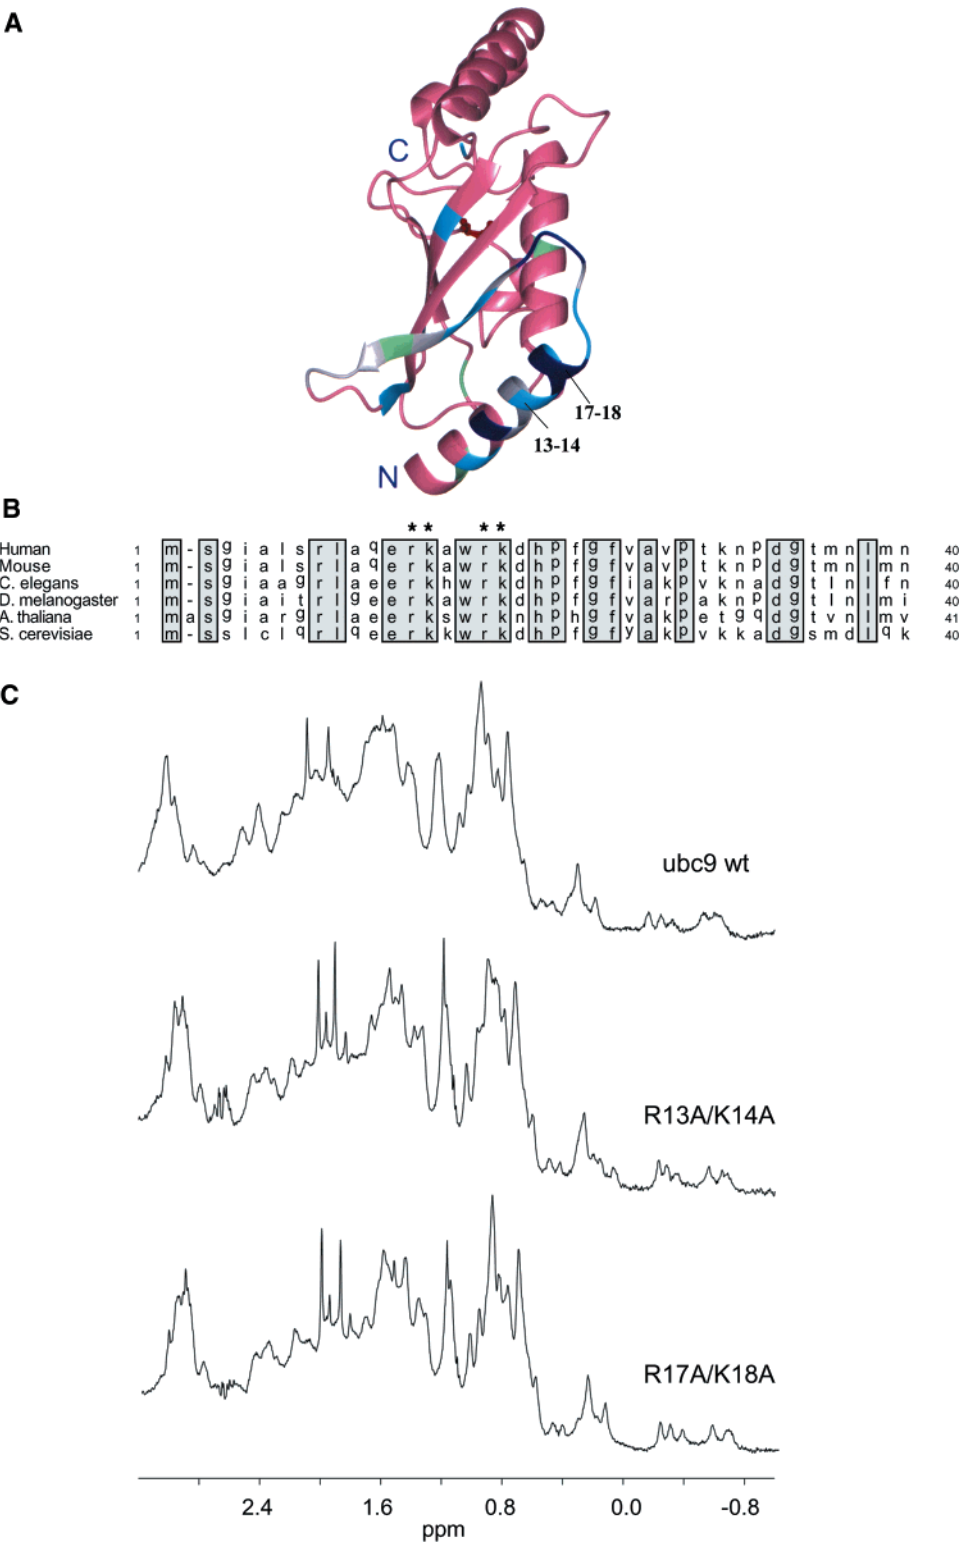 A
C
17-18
13-14
N
B
* * * *
Human 1 m - s g i a l s r l a q e r k a w r k d h p f g f v a v p t k n p d g t m n l m n 40
Mouse 1 m - s g i a l s r l a q e r k a w r k d h p f g f v a v p t k n p d g t m n l m n 40
C. elegans 1 m - s g i a a g r l a e e r k h w r k d h p f g f i a k p v k n a d g t l n l f n 40
D. melanogaster 1 m - s g i a i t r l g e e r k a w r k d h p f g f v a r p a k n p d g t l n l m i 40
A. thaliana 1 m a s g i a r g r l a e e r k s w r k n h p h g f v a k p e t g q d g t v n l m v 41
S. cerevisiae 1 m - s s l c l q r l q e e r k k w r k d h p f g f y a k p v k k a d g s m d l q k 40
C
ubc9 wt
R13A/K14A
R17A/K18A
2.4 1.6 0.8 0.0 -0.8
ppm